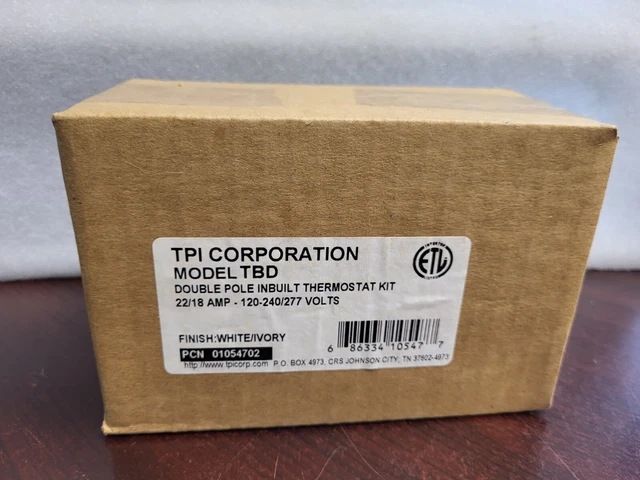 TPI CORPORATION
MODEL TBD
DOUBLE POLE INBUILT THERMOSTAT KIT
22/18 AMP - 120-240/277 VOLTS
FINISH:WHITE/IVORY
PCN 01054702
6 86334 10547 7
http://www.tpicorp.com P.O. BOX 4973, CRS JOHNSON CITY, TN 37602-4973
ETL